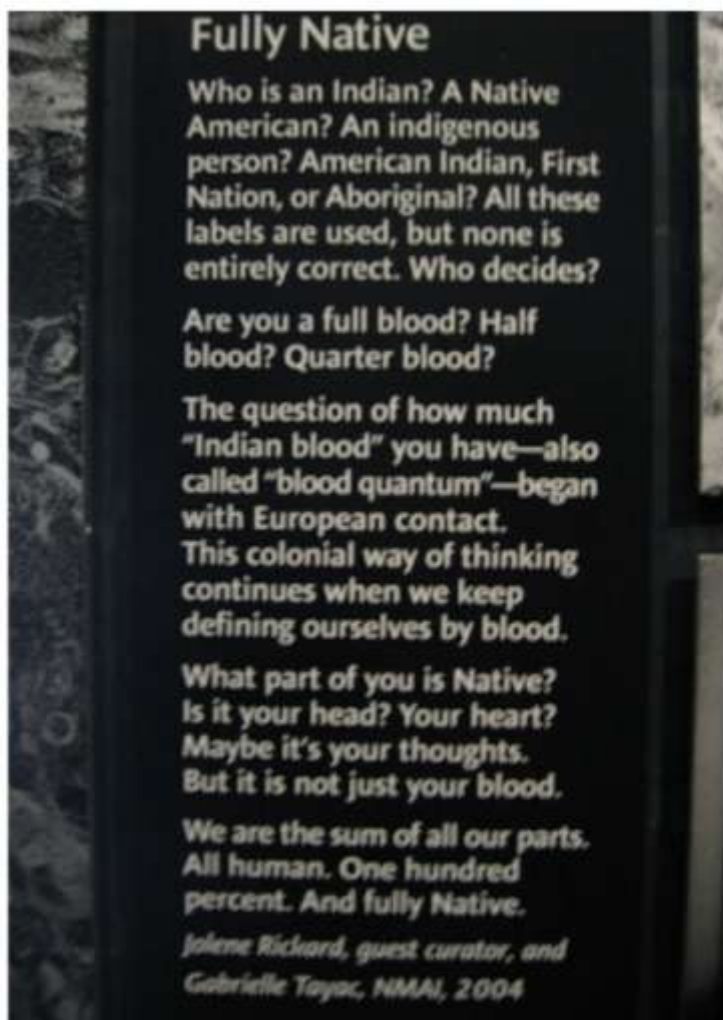 Fully Native
Who is an Indian? A Native
American? An indigenous
person? American Indian, First
Nation, or Aboriginal? All these
labels are used, but none is
entirely correct. Who decides?
Are you a full blood? Half
blood? Quarter blood?
The question of how much
"Indian blood" you have—also
called "blood quantum"—began
with European contact.
This colonial way of thinking
continues when we keep
defining ourselves by blood.
What part of you is Native?
Is it your head? Your heart?
Maybe it's your thoughts.
But it is not just your blood.
We are the sum of all our parts.
All human. One hundred
percent. And fully Native.
Jolene Rickard, guest curator, and
Gabrielle Tayac, NMAI, 2004